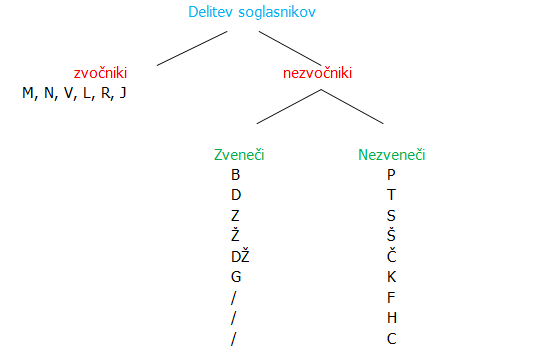 Delitev soglasnikov
zvočniki nezvočniki
M, N, V, L, R, J
Zveneči Nezveneči
B P
D T
Z S
Ž Š
DŽ Č
G K
/ F
/ H
/ C